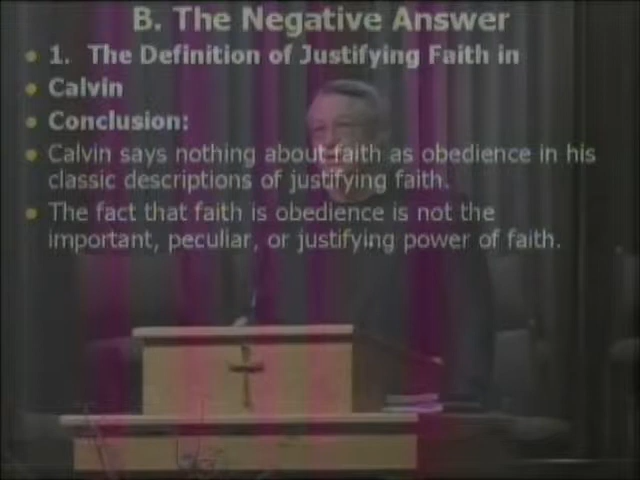 B. The Negative Answer
1. The Definition of Justifying Faith in
Calvin
Conclusion:
Calvin says nothing about faith as obedience in his
classic descriptions of justifying faith.
The fact that faith is obedience is not the
important, peculiar, or justifying power of faith.